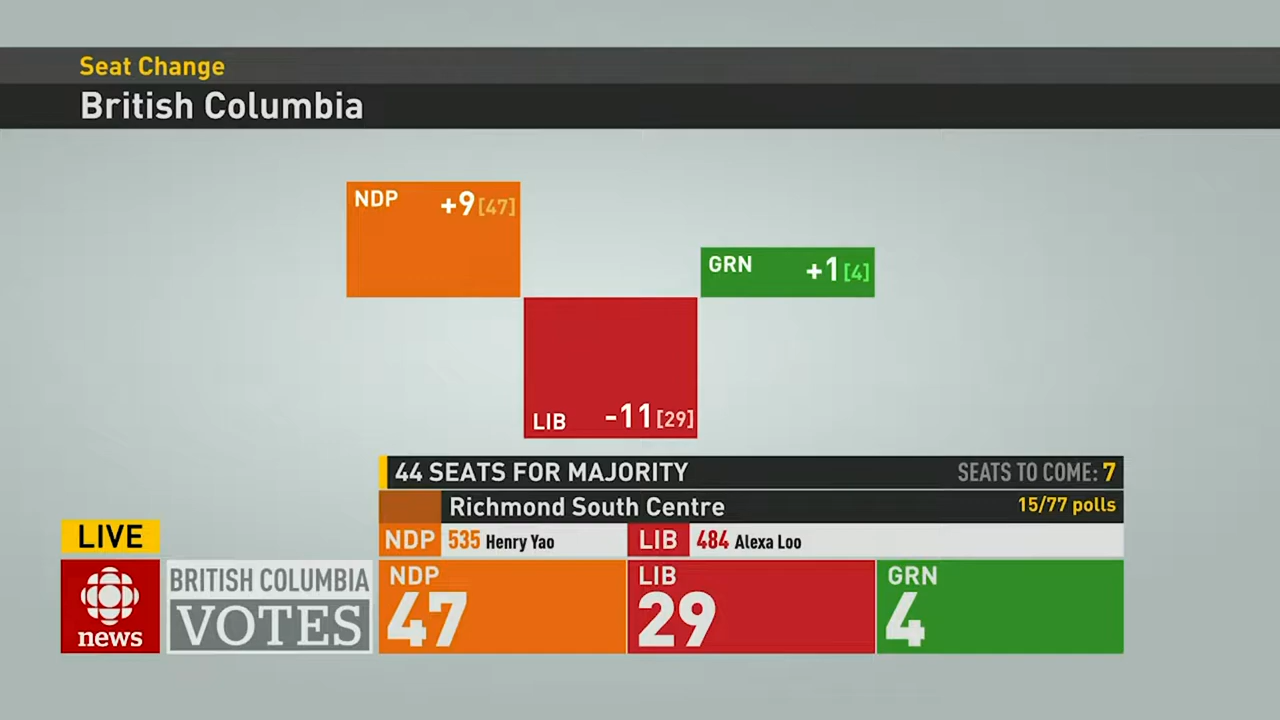 Seat Change
British Columbia
NDP +9 [47]
GRN +1 [4]
LIB -11 [29]
44 SEATS FOR MAJORITY SEATS TO COME: 7
Richmond South Centre 15/77 polls
NDP 535 Henry Yao LIB 484 Alexa Loo
LIVE
news
BRITISH COLUMBIA
VOTES
NDP LIB GRN
47 29 4